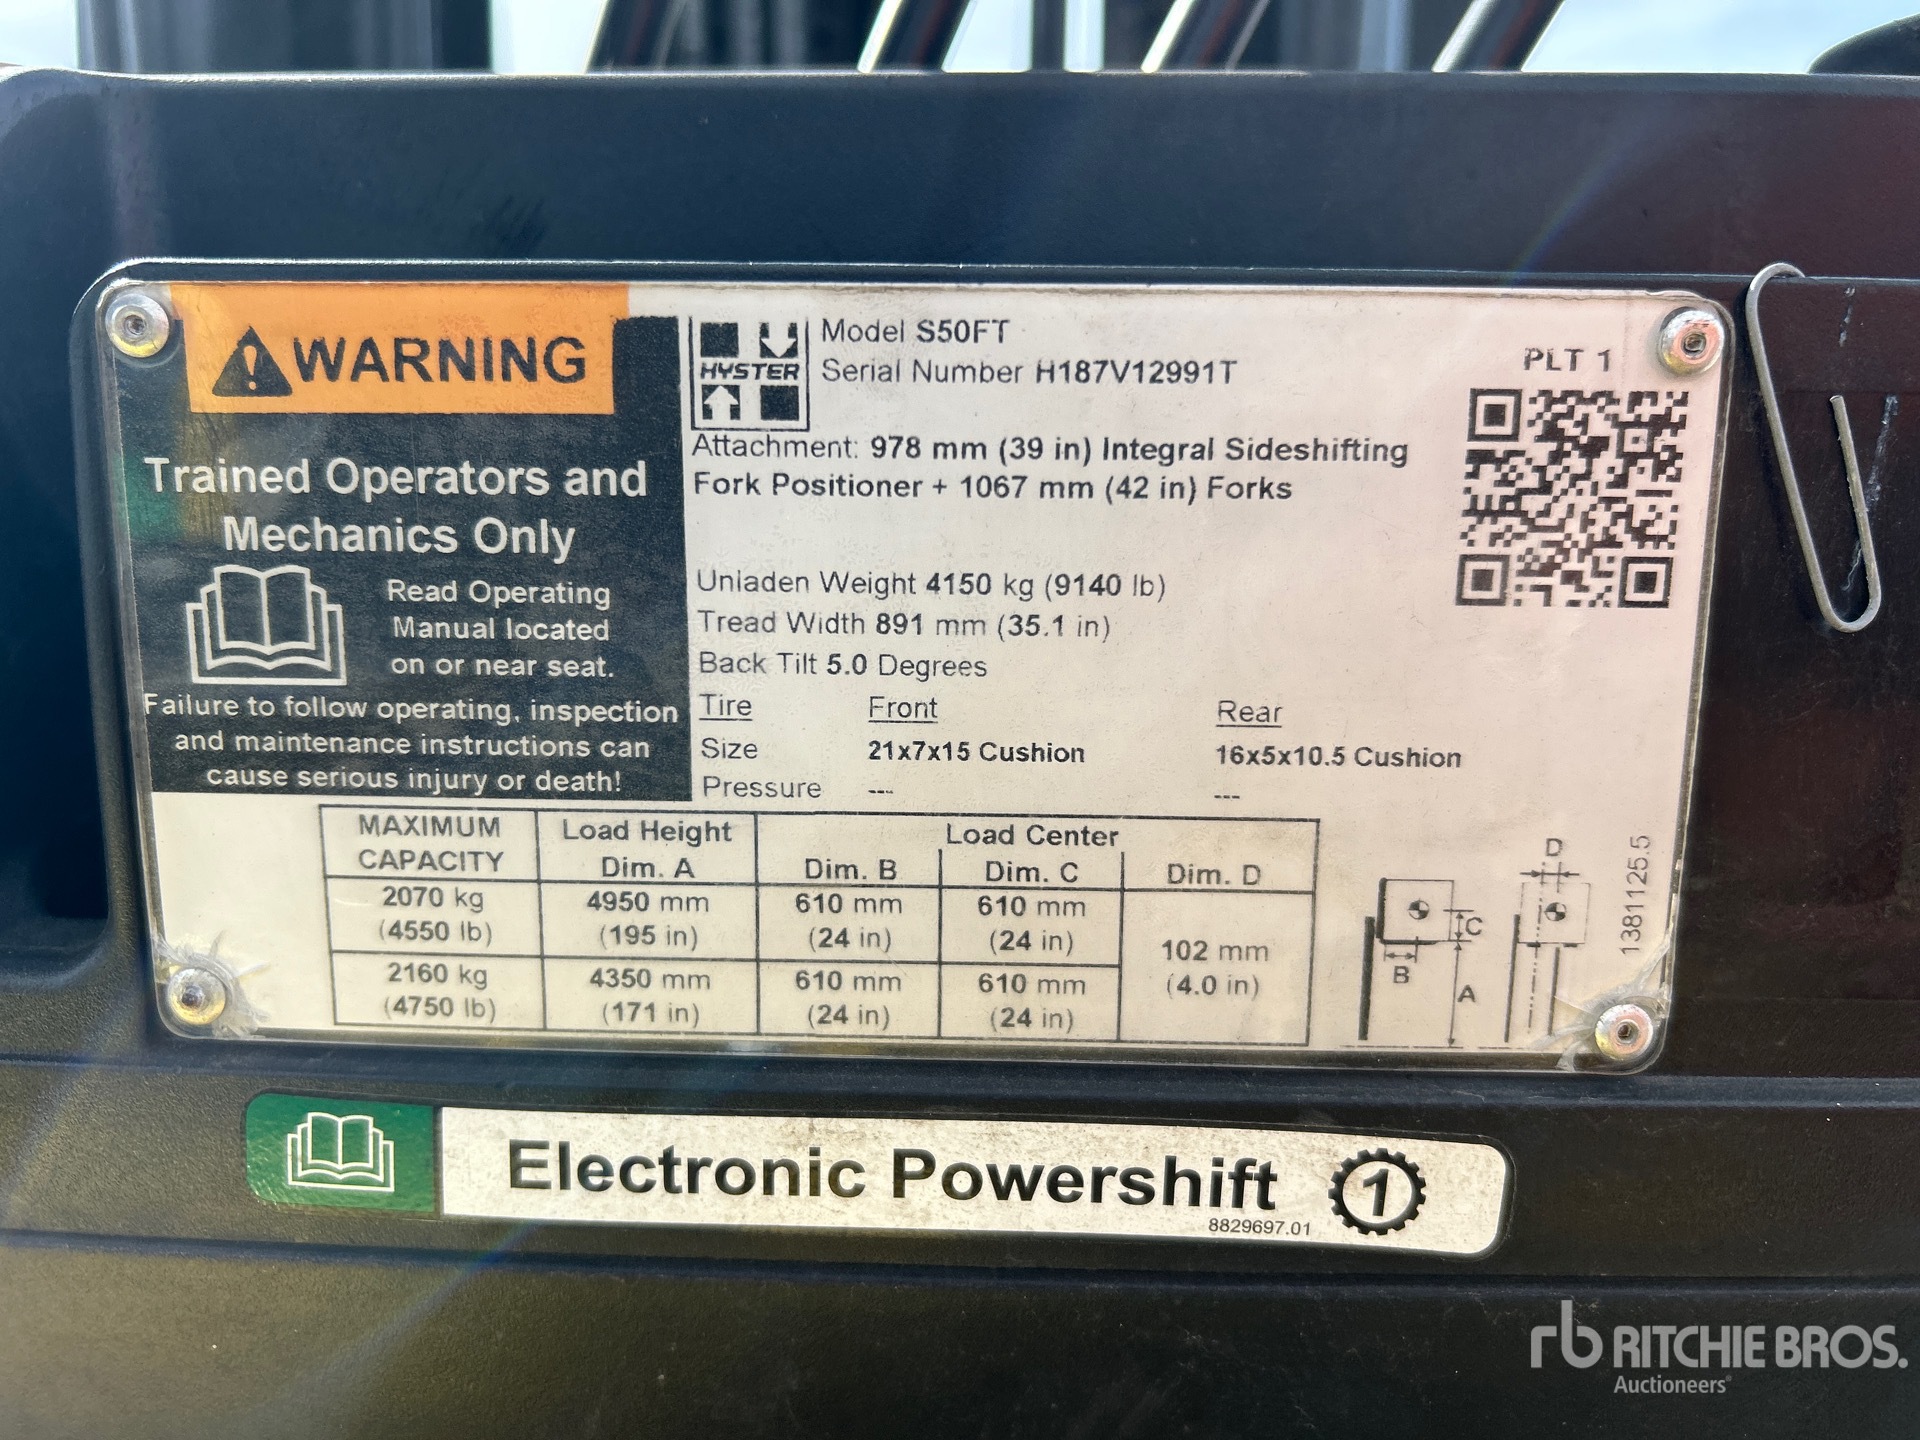 WARNING
Trained Operators and
Mechanics Only
Read Operating
Manual located
on or near seat.
Failure to follow operating, inspection
and maintenance instructions can
cause serious injury or death!
HYSTER
Model S50FT
Serial Number H187V12991T
PLT 1
Attachment: 978 mm (39 in) Integral Sideshifting
Fork Positioner + 1067 mm (42 in) Forks
Unladen Weight 4150 kg (9140 lb)
Tread Width 891 mm (35.1 in)
Back Tilt 5.0 Degrees
Tire Front Rear
Size 21x7x15 Cushion 16x5x10.5 Cushion
Pressure --- ---
MAXIMUM CAPACITY Load Height Dim. A Load Center
Dim. B Dim. C Dim. D
2070 kg 4950 mm 610 mm 610 mm
(4550 lb) (195 in) (24 in) (24 in)
102 mm
(4.0 in)
2160 kg 4350 mm 610 mm 610 mm
(4750 lb) (171 in) (24 in) (24 in)
D
C
B
A
1381125.5
Electronic Powershift 1
8829697.01
rb RITCHIE BROS.
Auctioneers